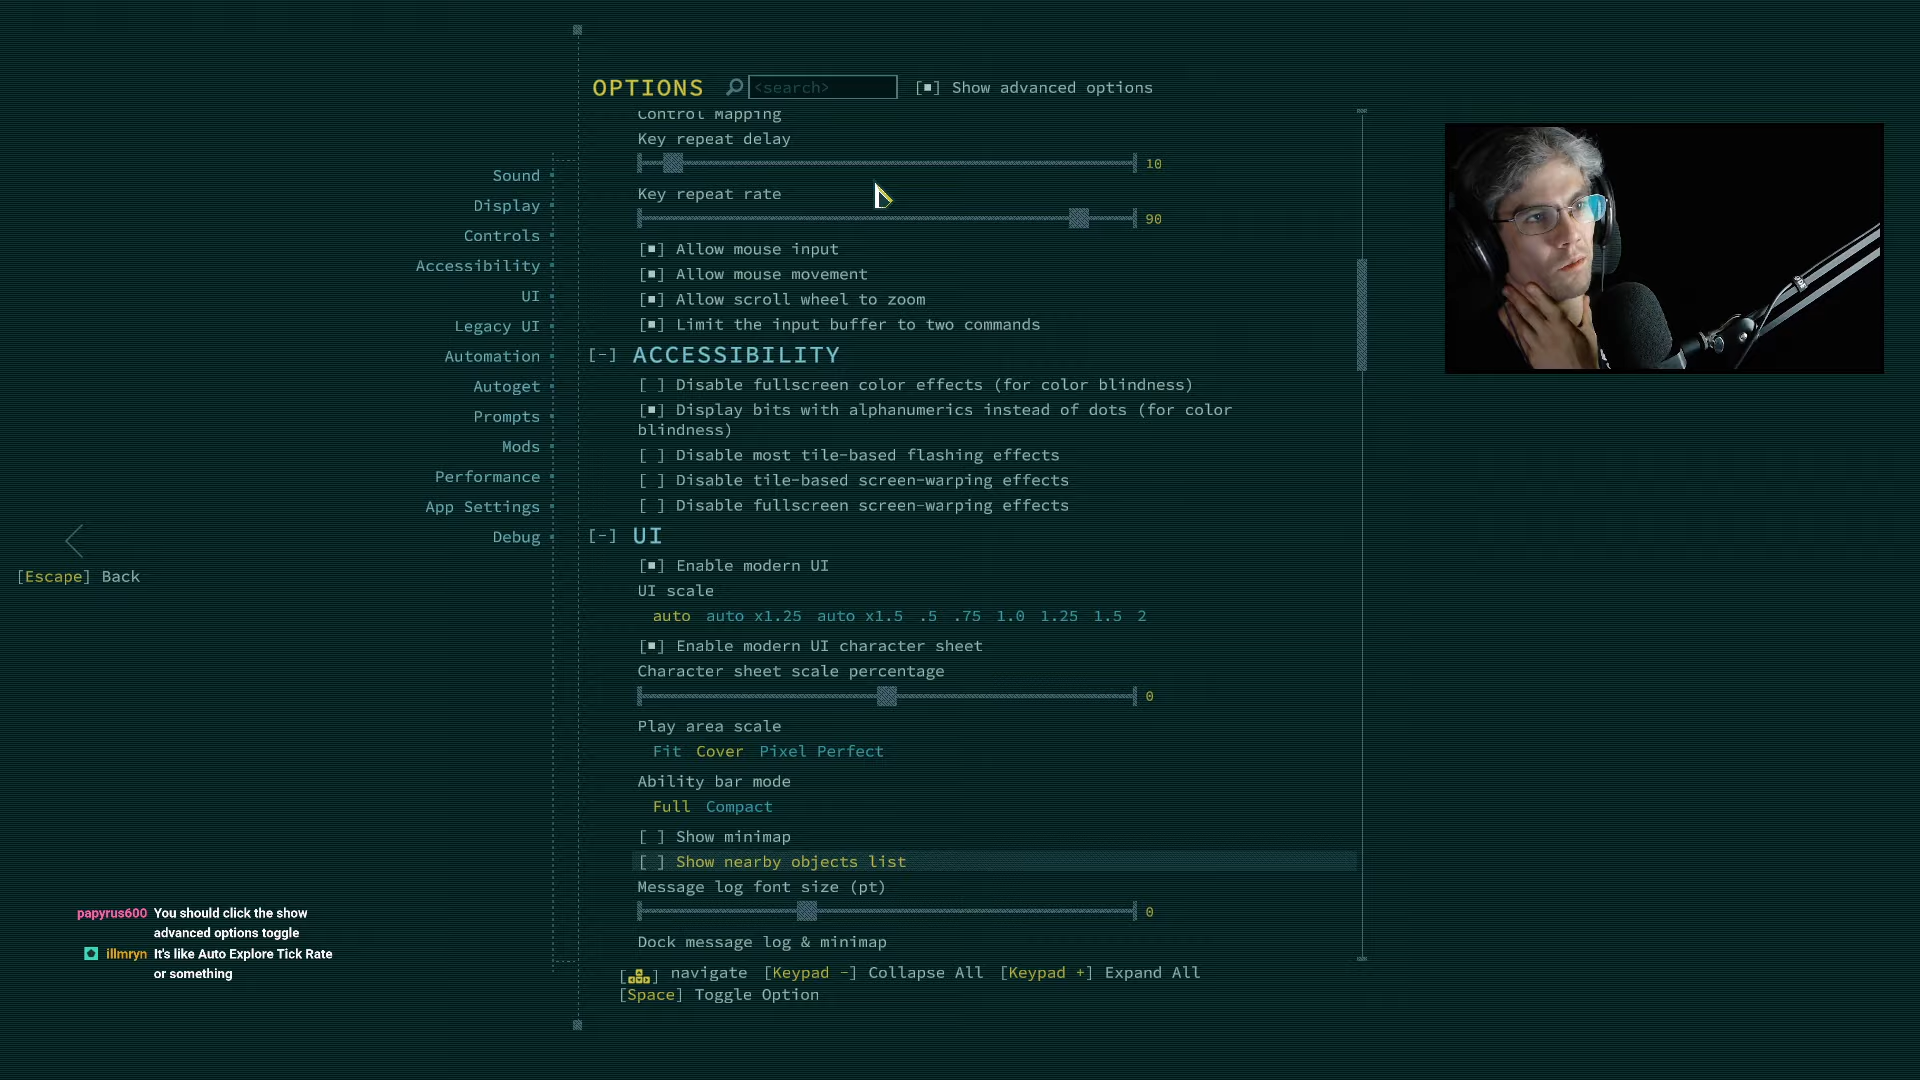 OPTIONS <search> [■] Show advanced options
Control Mapping
Key repeat delay
10
Key repeat rate
90
[■] Allow mouse input
[■] Allow mouse movement
[■] Allow scroll wheel to zoom
[■] Limit the input buffer to two commands
[-] ACCESSIBILITY
[ ] Disable fullscreen color effects (for color blindness)
[■] Display bits with alphanumerics instead of dots (for color
blindness)
[ ] Disable most tile-based flashing effects
[ ] Disable tile-based screen-warping effects
[ ] Disable fullscreen screen-warping effects
[-] UI
[■] Enable modern UI
UI scale
auto auto x1.25 auto x1.5 .5 .75 1.0 1.25 1.5 2
[■] Enable modern UI character sheet
Character sheet scale percentage
0
Play area scale
Fit Cover Pixel Perfect
Ability bar mode
Full Compact
[ ] Show minimap
[ ] Show nearby objects list
Message log font size (pt)
0
Dock message log & minimap
[ ] navigate [Keypad -] Collapse All [Keypad +] Expand All
[Space] Toggle Option
Sound
Display
Controls
Accessibility
UI
Legacy UI
Automation
Autoget
Prompts
Mods
Performance
App Settings
Debug
[Escape] Back
papyrus600 You should click the show
advanced options toggle
illmryn It's like Auto Explore Tick Rate
or something